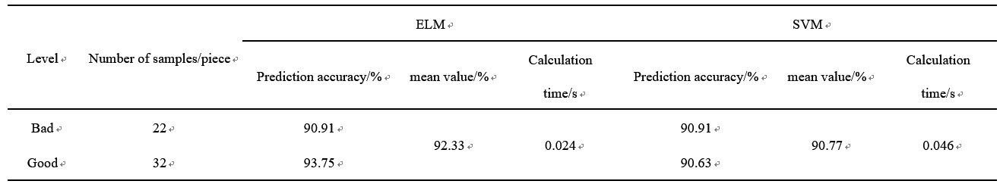 ELM SVM
Level Number of samples/piece Prediction accuracy/% mean value/% Calculation time/s Prediction accuracy/% mean value/% Calculation time/s
Bad 22 90.91 92.33 0.024 90.91 90.77 0.046
Good 32 93.75 90.63